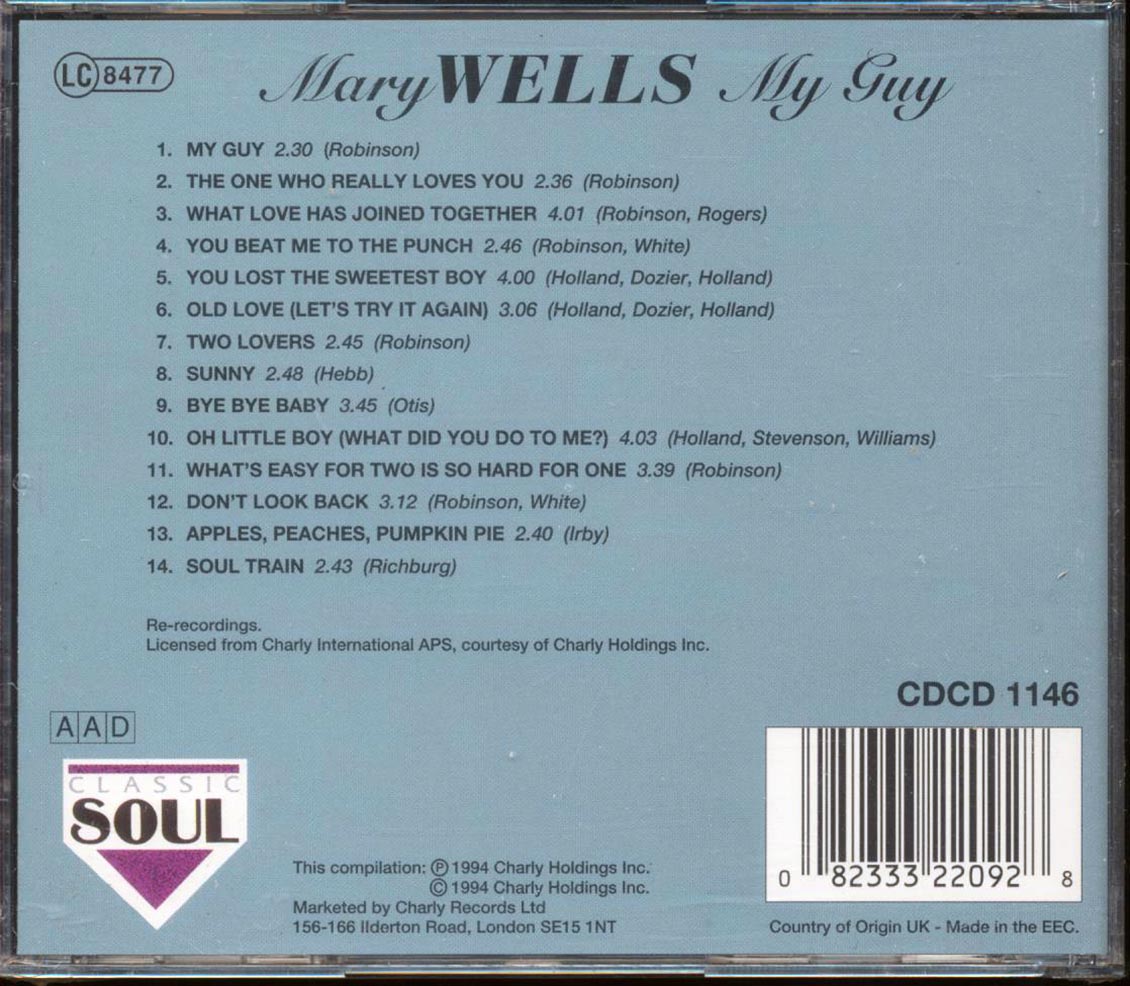 LC 8477
Mary WELLS My Guy
1. MY GUY 2.30 (Robinson)
2. THE ONE WHO REALLY LOVES YOU 2.36 (Robinson)
3. WHAT LOVE HAS JOINED TOGETHER 4.01 (Robinson, Rogers)
4. YOU BEAT ME TO THE PUNCH 2.46 (Robinson, White)
5. YOU LOST THE SWEETEST BOY 4.00 (Holland, Dozier, Holland)
6. OLD LOVE (LET'S TRY IT AGAIN) 3.06 (Holland, Dozier, Holland)
7. TWO LOVERS 2.45 (Robinson)
8. SUNNY 2.48 (Hebb)
9. BYE BYE BABY 3.45 (Otis)
10. OH LITTLE BOY (WHAT DID YOU DO TO ME?) 4.03 (Holland, Stevenson, Williams)
11. WHAT'S EASY FOR TWO IS SO HARD FOR ONE 3.39 (Robinson)
12. DON'T LOOK BACK 3.12 (Robinson, White)
13. APPLES, PEACHES, PUMPKIN PIE 2.40 (Irby)
14. SOUL TRAIN 2.43 (Richburg)
Re-recordings.
Licensed from Charly International APS, courtesy of Charly Holdings Inc.
CDCD 1146
AAD
CLASSIC
SOUL
This compilation: ℗ 1994 Charly Holdings Inc.
© 1994 Charly Holdings Inc.
Marketed by Charly Records Ltd
156-166 Ilderton Road, London SE15 1NT
0 82333 22092 8
Country of Origin UK - Made in the EEC.